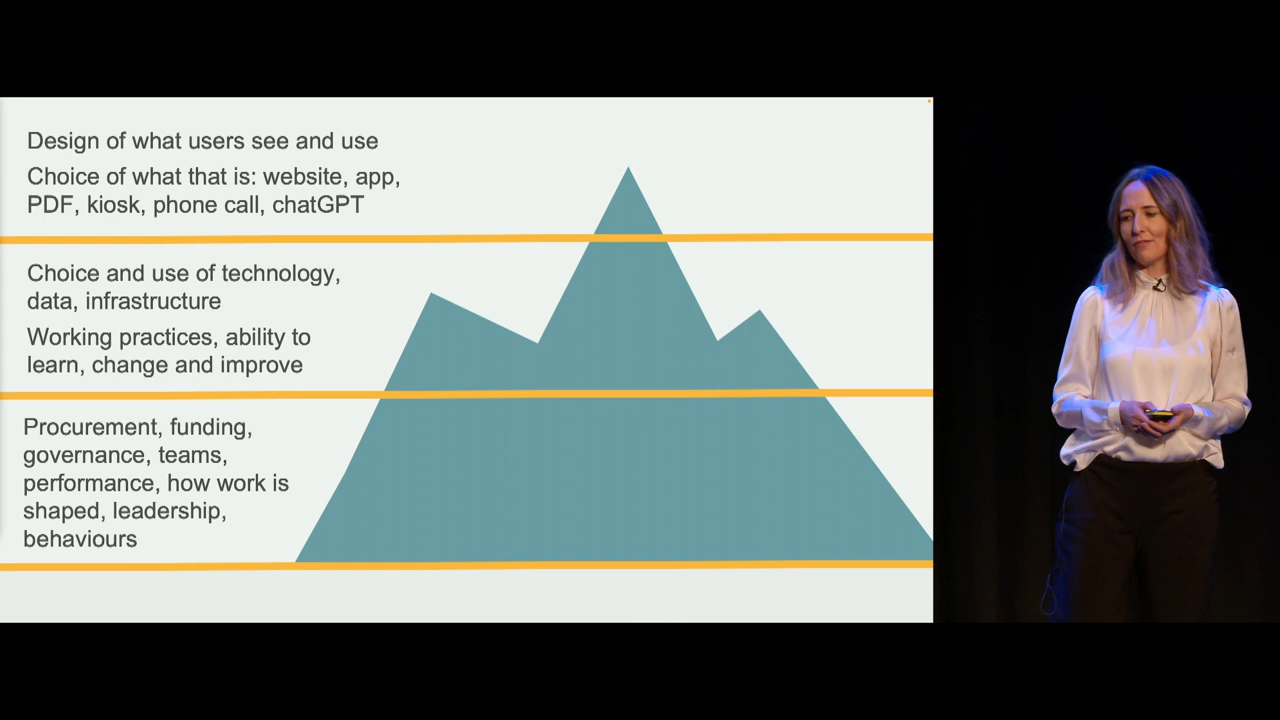 Design of what users see and use
Choice of what that is: website, app,
PDF, kiosk, phone call, chatGPT
Choice and use of technology,
data, infrastructure
Working practices, ability to
learn, change and improve
Procurement, funding,
governance, teams,
performance, how work is
shaped, leadership,
behaviours